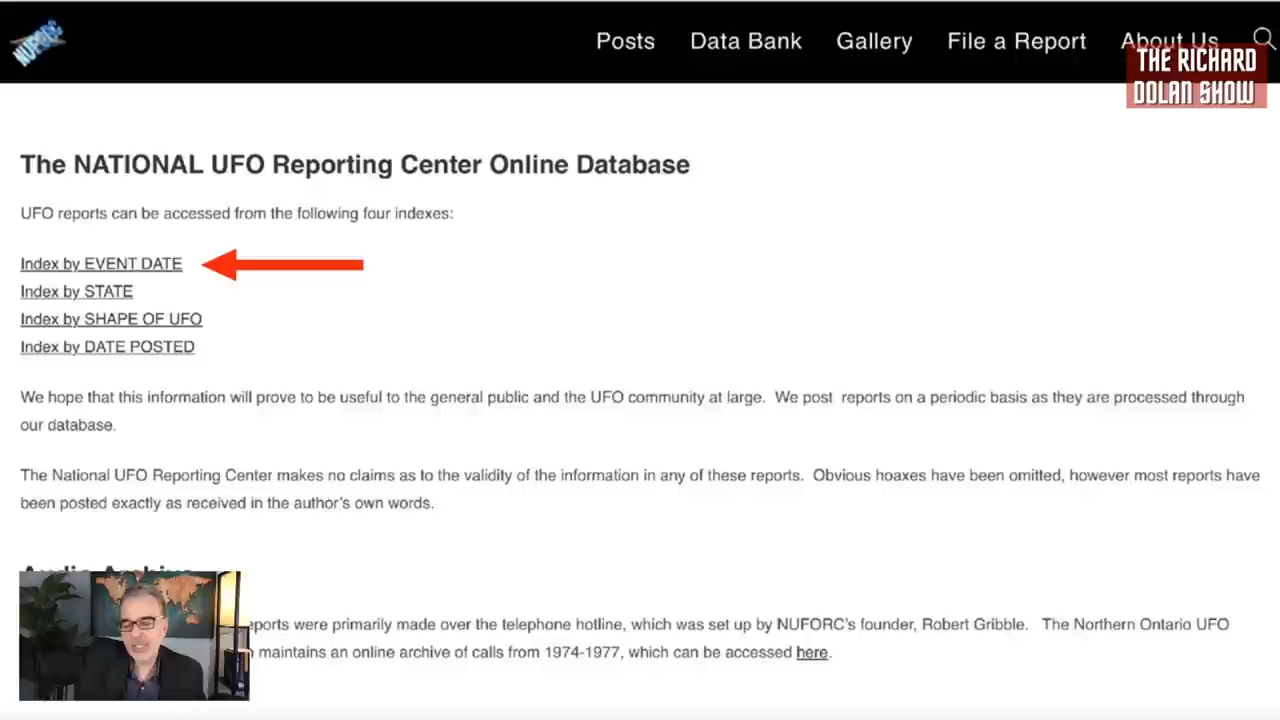 NUFORC
Posts Data Bank Gallery File a Report About Us
THE RICHARD
DOLAN SHOW
The NATIONAL UFO Reporting Center Online Database
UFO reports can be accessed from the following four indexes:
Index by EVENT DATE
Index by STATE
Index by SHAPE OF UFO
Index by DATE POSTED
We hope that this information will prove to be useful to the general public and the UFO community at large. We post reports on a periodic basis as they are processed through
our database.
The National UFO Reporting Center makes no claims as to the validity of the information in any of these reports. Obvious hoaxes have been omitted, however most reports have
been posted exactly as received in the author's own words.
were primarily made over the telephone hotline, which was set up by NUFORC's founder, Robert Gribble. The Northern Ontario UFO
maintains an online archive of calls from 1974-1977, which can be accessed here.